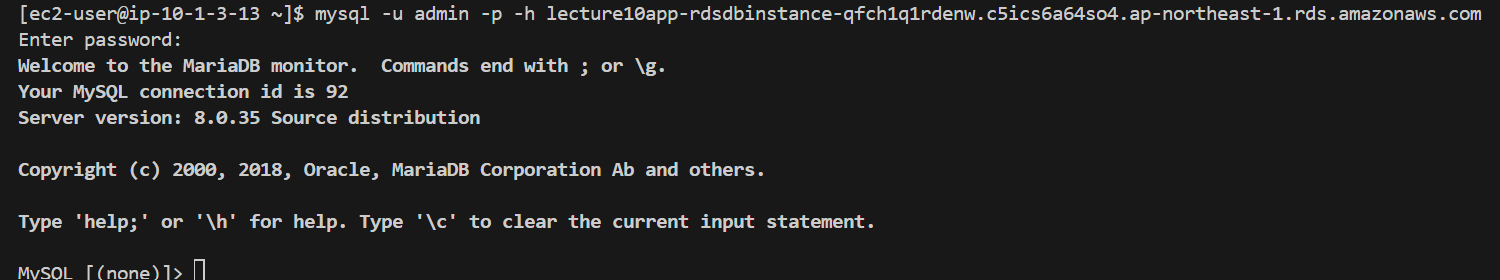 [ec2-user@ip-10-1-3-13 ~]$ mysql -u admin -p -h lecture10app-rdsdbinstance-qfch1q1rdenw.c5ics6a64so4.ap-northeast-1.rds.amazonaws.com
Enter password:
Welcome to the MariaDB monitor.  Commands end with ; or \g.
Your MySQL connection id is 92
Server version: 8.0.35 Source distribution
Copyright (c) 2000, 2018, Oracle, MariaDB Corporation Ab and others.
Type 'help;' or '\h' for help. Type '\c' to clear the current input statement.
MySQL [(none)]>